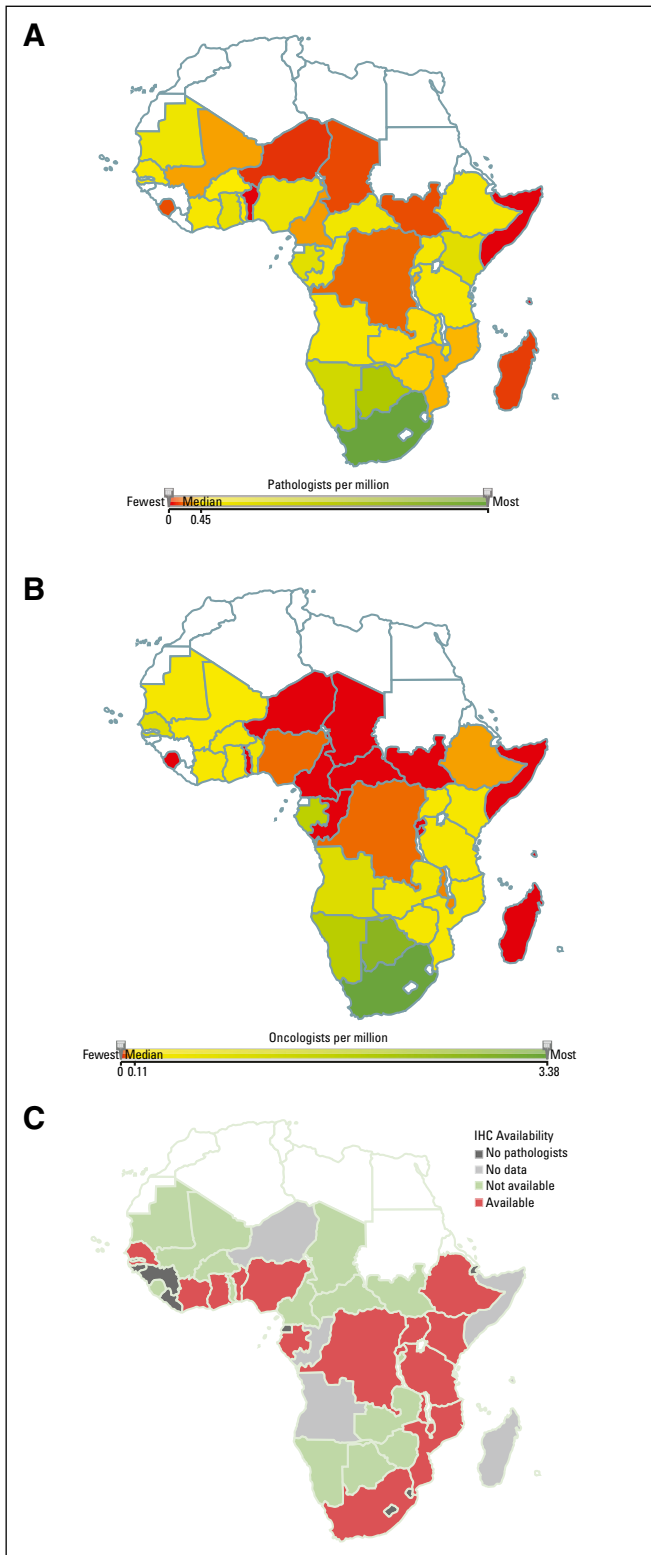 A
Pathologists per million
Fewest Median Most
0 0.45
B
Oncologists per million
Fewest Median Most
0 0.11 3.38
C
IHC Availability
No pathologists
No data
Not available
Available